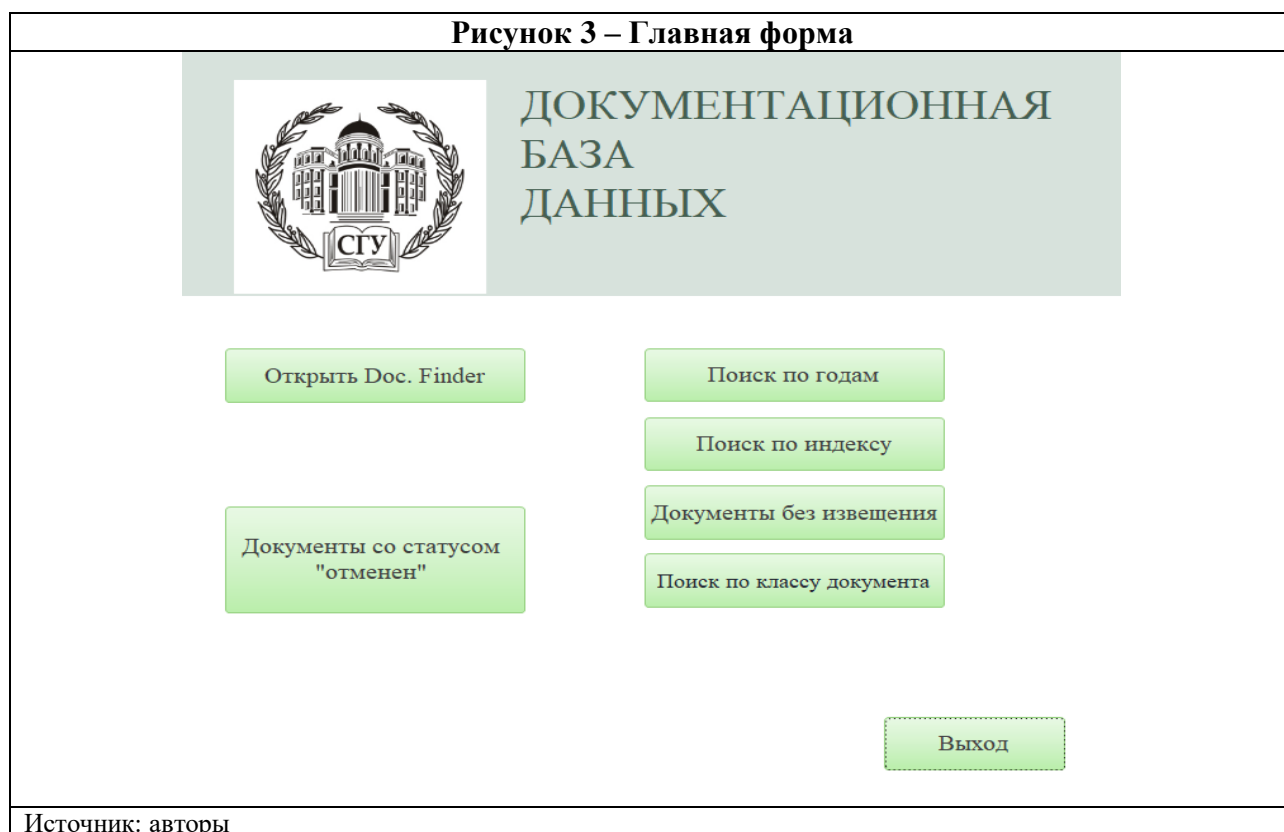 Рисунок 3 – Главная форма
ДОКУМЕНТАЦИОННАЯ
БАЗА
ДАННЫХ
СГУ
Открыть Doc. Finder
Поиск по годам
Поиск по индексу
Документы без извещения
Документы со статусом
"отменен"
Поиск по классу документа
Выход
Источник: авторы